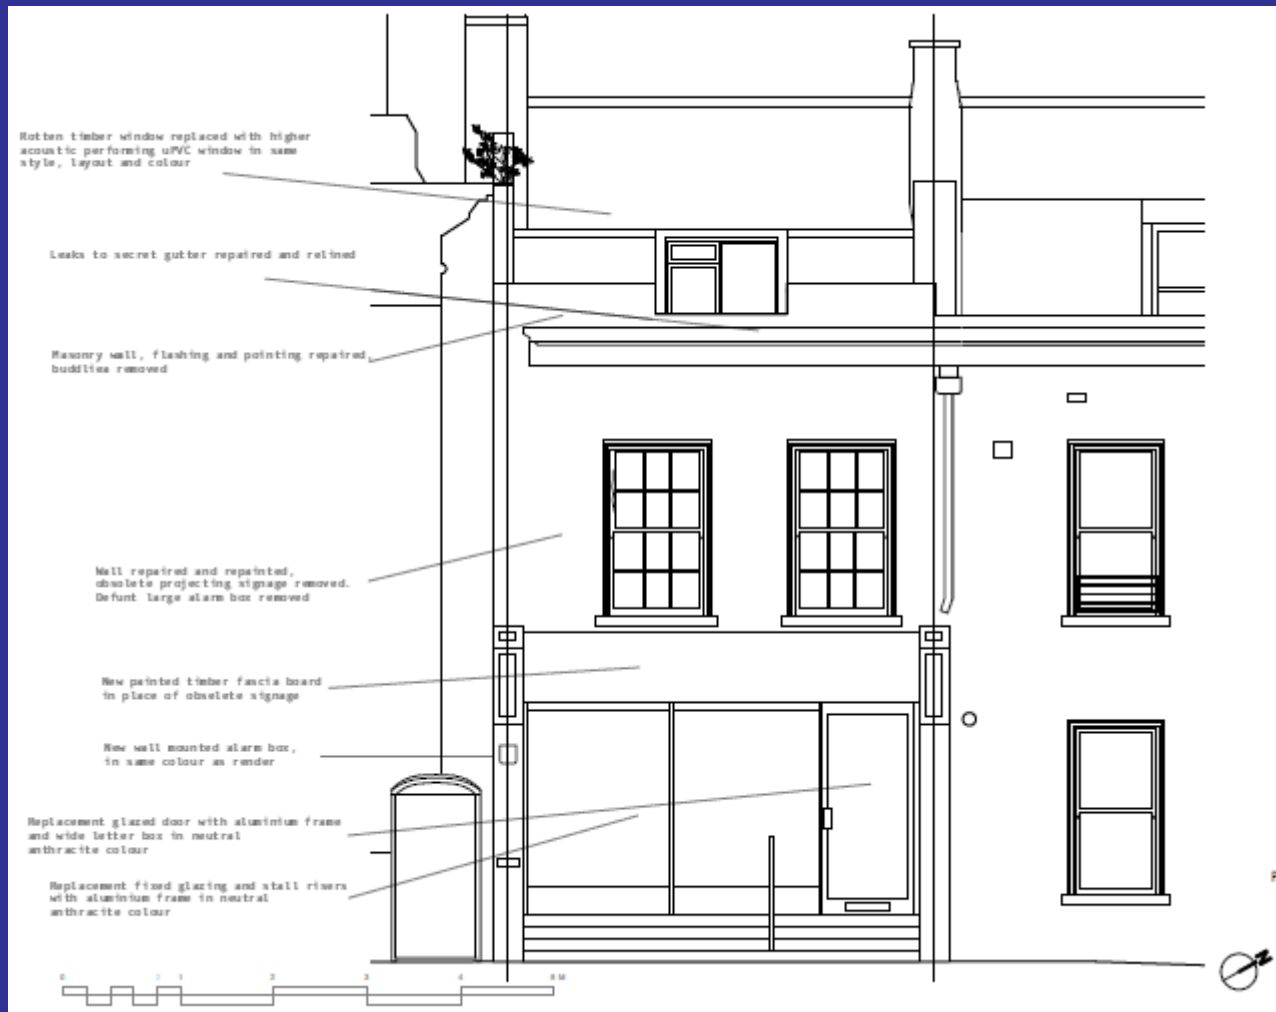 Rotten timber window replaced with higher
acoustic performing uPVC window in same
style, layout and colour
Leaks to secret gutter repaired and relined
Masonry wall, flashing and pointing repaired,
buddliea removed
Wall repaired and repainted,
obsolete projecting signage removed.
Defunt large alarm box removed
New painted timber fascia board
in place of obselete signage
New wall mounted alarm box,
in same colour as render
Replacement glazed door with aluminium frame
and wide letter box in neutral
anthracite colour
Replacement fixed glazing and stall risers
with aluminium frame in neutral
anthracite colour
0 1 2 3 4 M
N